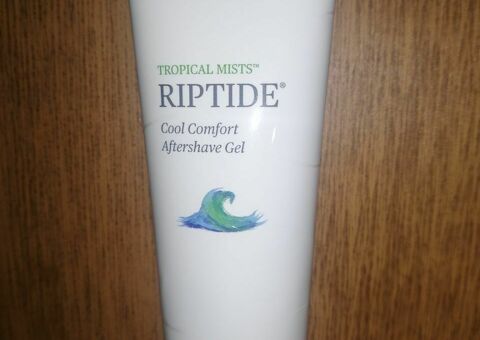 TROPICAL MISTS™
RIPTIDE®
Cool Comfort
Aftershave Gel